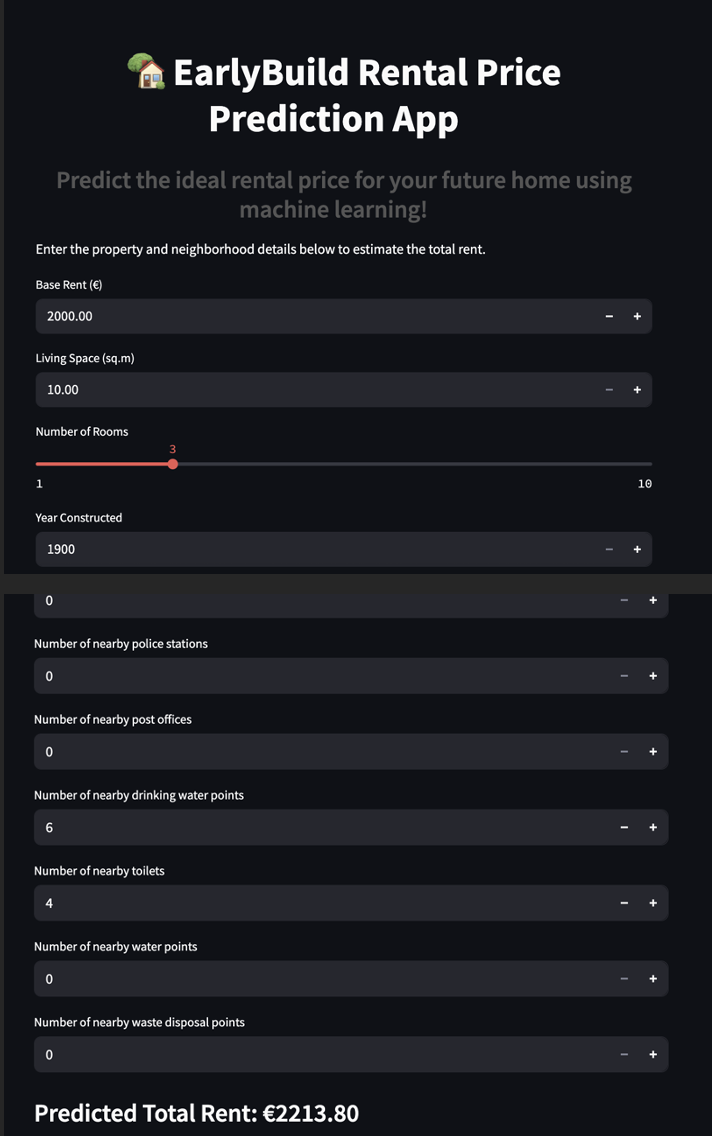 EarlyBuild Rental Price
Prediction App
Predict the ideal rental price for your future home using
machine learning!
Enter the property and neighborhood details below to estimate the total rent.
Base Rent (€)
2000.00 − +
Living Space (sq.m)
10.00 − +
Number of Rooms
3
1 10
Year Constructed
1900 − +
0 − +
Number of nearby police stations
0 − +
Number of nearby post offices
0 − +
Number of nearby drinking water points
6 − +
Number of nearby toilets
4 − +
Number of nearby water points
0 − +
Number of nearby waste disposal points
0 − +
Predicted Total Rent: €2213.80